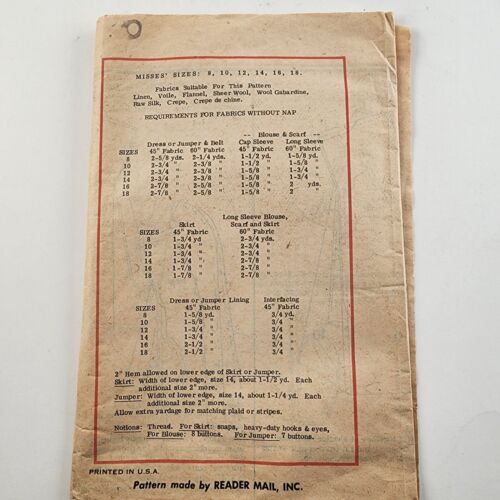 MISSES' SIZES: 8, 10, 12, 14, 16, 18.
Fabrics Suitable For This Pattern
Linen, Voile, Flannel, Sheer Wool, Wool Gabardine,
Raw Silk, Crepe, Crepe de chine.
REQUIREMENTS FOR FABRICS WITHOUT NAP
-- Blouse & Scarf --
Dress or Jumper & Belt Cap Sleeve Long Sleeve
SIZES 45" Fabric 60" Fabric 45" Fabric 60" Fabric
8 2-5/8 yds. 2-1/4 yds. 1-1/2 yd. 1-5/8 yd.
10 2-3/4 " 2-3/8 " 1-1/2 " 1-5/8 "
12 2-3/4 " 2-3/8 " 1-5/8 " 1-3/4 "
14 2-3/4 " 2-3/8 " 1-5/8 " 1-3/4 "
16 2-7/8 " 2-5/8 " 1-5/8 " 2 yds.
18 2-7/8 " 2-5/8 " 1-5/8 " 2 "
Long Sleeve Blouse,
Skirt Scarf and Skirt
SIZES 45" Fabric 60" Fabric
8 1-3/4 yd 2-3/4 yds.
10 1-3/4 " 2-3/4 "
12 1-3/4 " 2-3/4 "
14 1-3/4 " 2-7/8 "
16 1-7/8 " 2-7/8 "
18 1-7/8 " 2-7/8 "
Dress or Jumper Lining Interfacing
SIZES 45" Fabric 45" Fabric
8 1-5/8 yd. 3/4 yd.
10 1-5/8 " 3/4 "
12 1-3/4 " 3/4 "
14 1-3/4 " 3/4 "
16 2-1/2 " 3/4 "
18 2-1/2 " 3/4 "
2" Hem allowed on lower edge of Skirt or Jumper.
Skirt: Width of lower edge, size 14, about 1-1/2 yd. Each
additional size 2" more.
Jumper: Width of lower edge, size 14, about 1-1/4 yd. Each
additional size 2" more.
Allow extra yardage for matching plaid or stripes.
Notions: Thread. For Skirt: snaps, heavy-duty hooks & eyes,
For Blouse: 8 buttons. For Jumper: 7 buttons.
PRINTED IN U.S.A.
Pattern made by READER MAIL, INC.